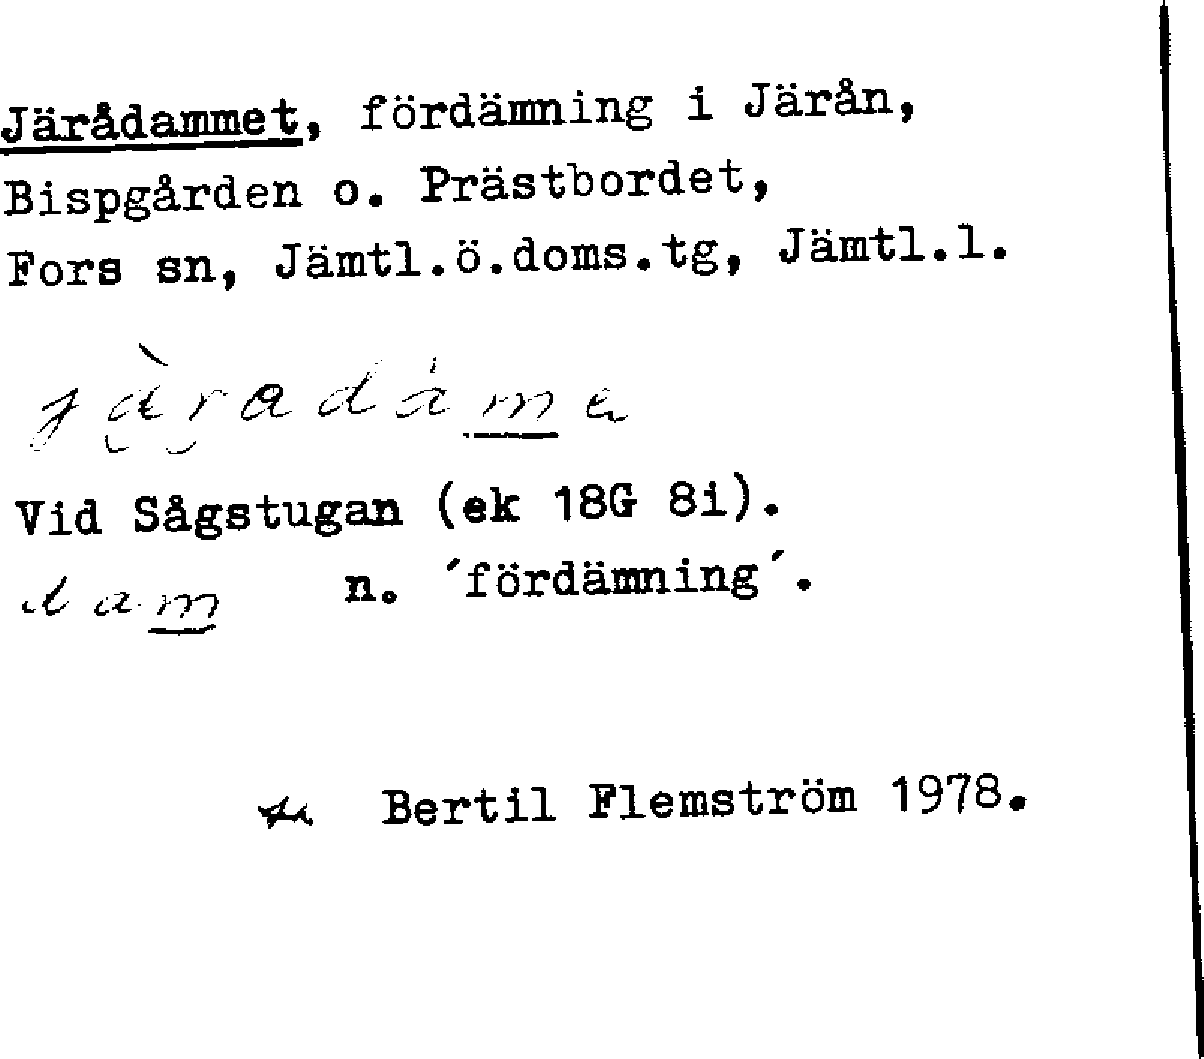 Järådammet, fördämning i Järån,
Bispgården o. Prästbordet,
Fors sn, Jämtl.ö.doms.tg, Jämtl.l.
Vid Sågstugan (ek 18G 8i).
dam n. ´fördämning´.
Bertil Flemström 1978.